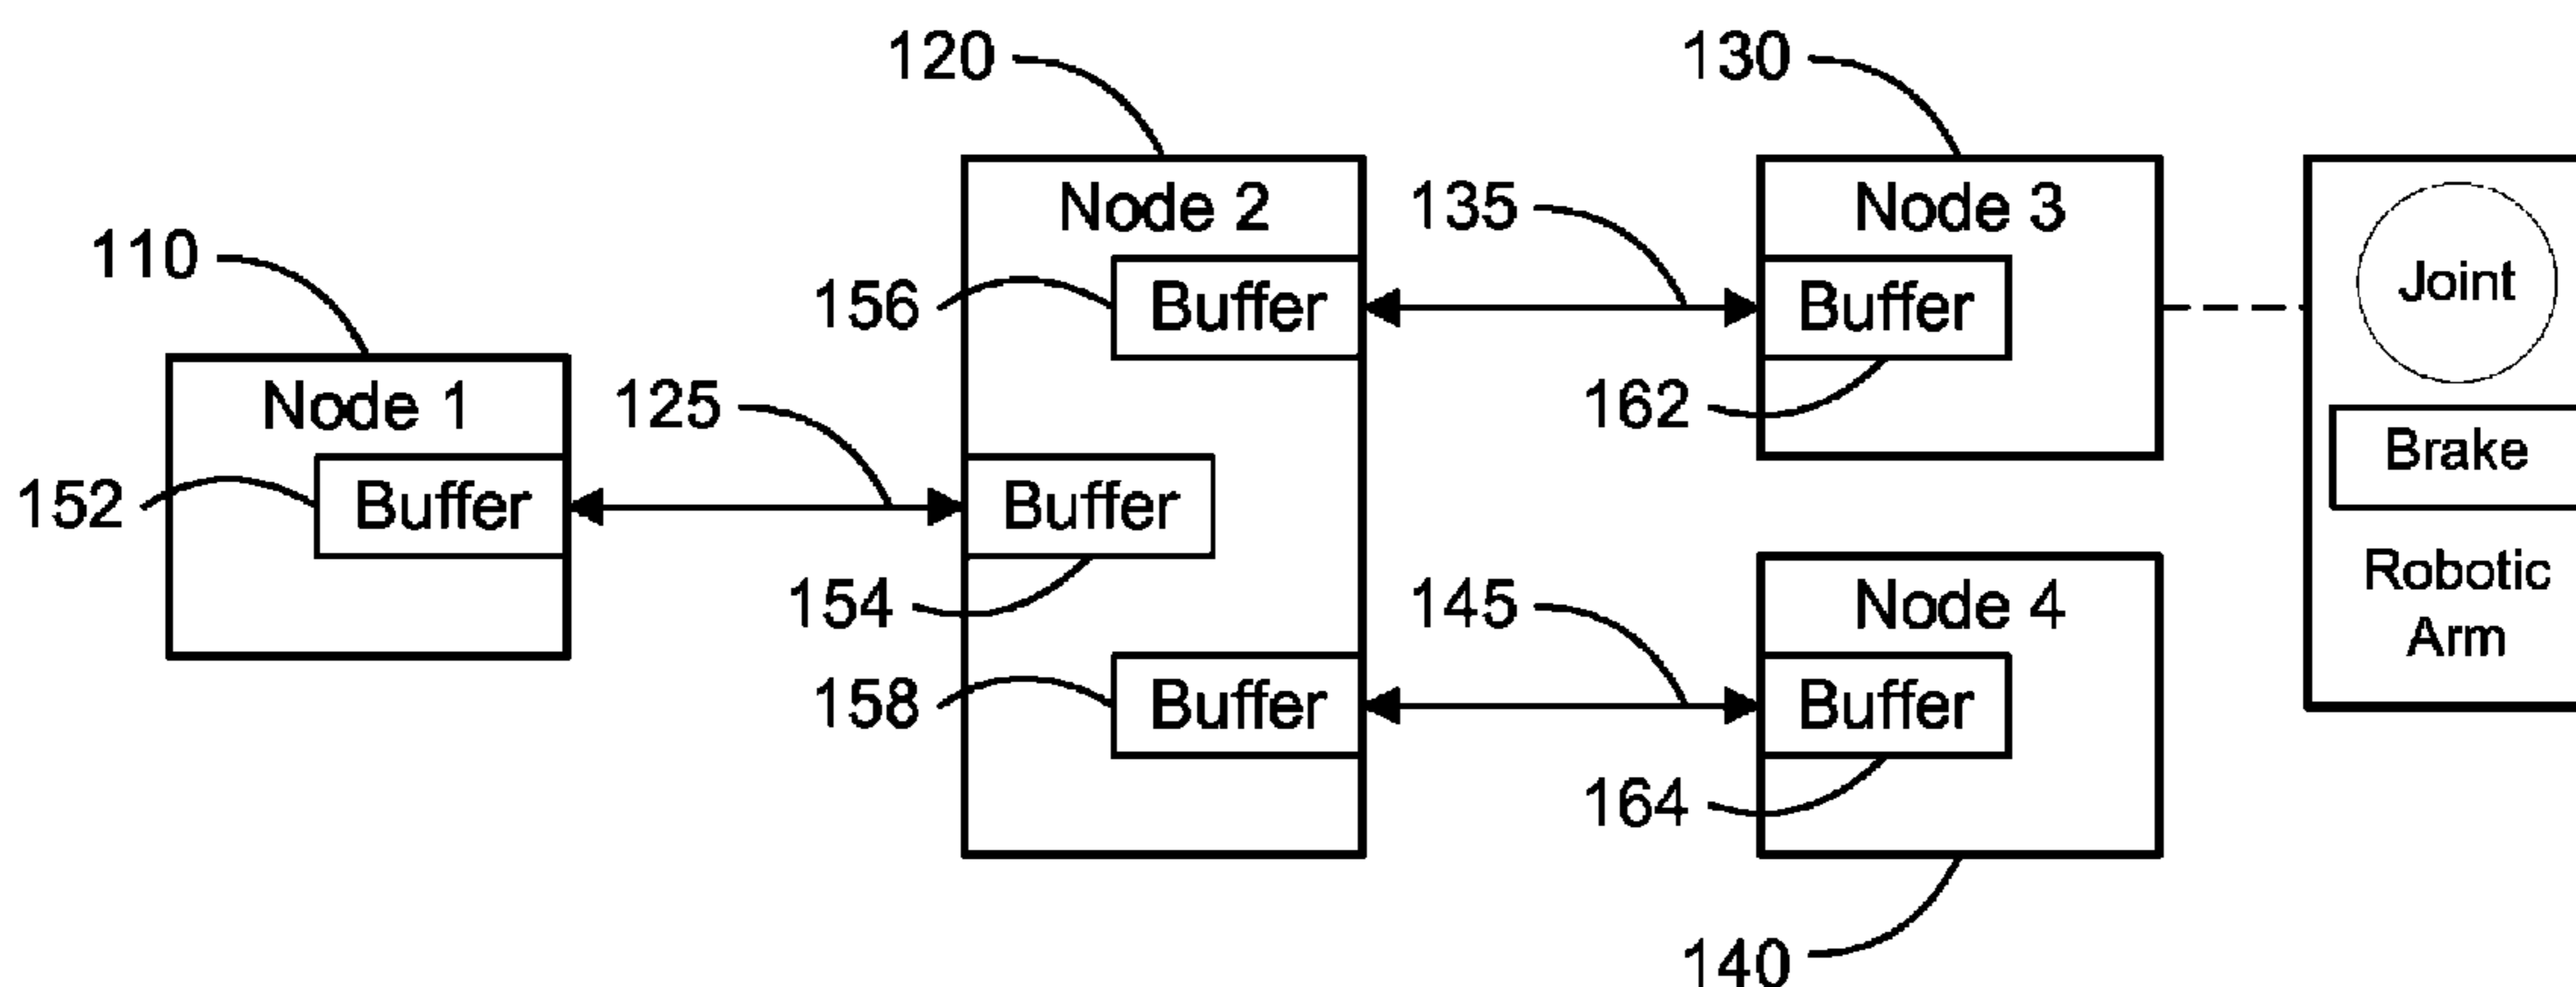 120
130
Node 2
135
Node 3
110
156
Buffer
Buffer
Joint
Node 1
125
162
Brake
152
Buffer
Buffer
Robotic
Arm
154
145
Node 4
158
Buffer
Buffer
164
140